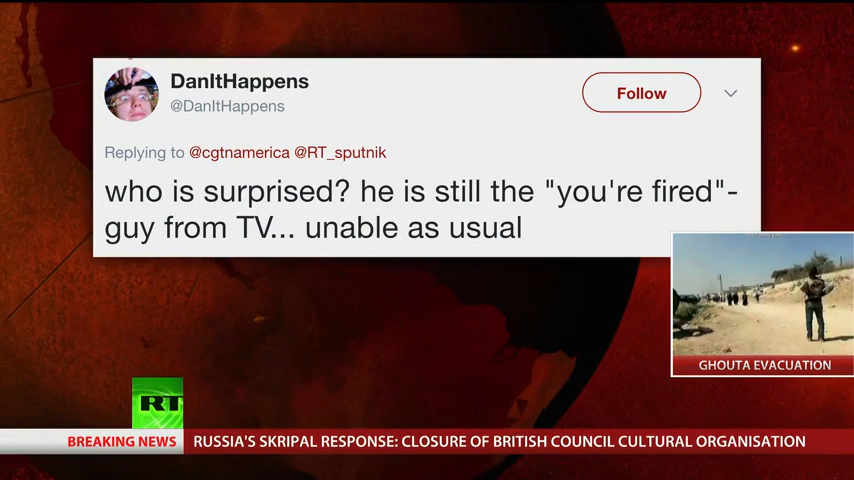 DanItHappens
@DanItHappens
Follow
Replying to @cgtnamerica @RT_sputnik
who is surprised? he is still the "you're fired"-
guy from TV... unable as usual
GHOUTA EVACUATION
RT
BREAKING NEWS
RUSSIA'S SKRIPAL RESPONSE: CLOSURE OF BRITISH COUNCIL CULTURAL ORGANISATION